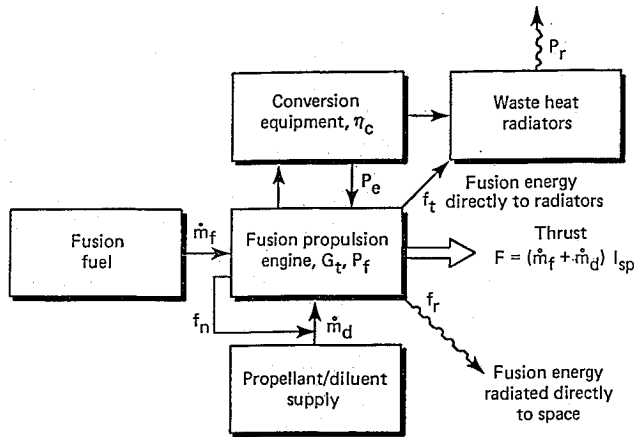 P_r
Conversion
equipment, η_c
Waste heat
radiators
P_e
f_t
Fusion energy
directly to radiators
Fusion
fuel
ṁ_f
Fusion propulsion
engine, G_t, P_f
Thrust
F = (ṁ_f + ṁ_d) I_sp
f_n
ṁ_d
f_r
Propellant/diluent
supply
Fusion energy
radiated directly
to space